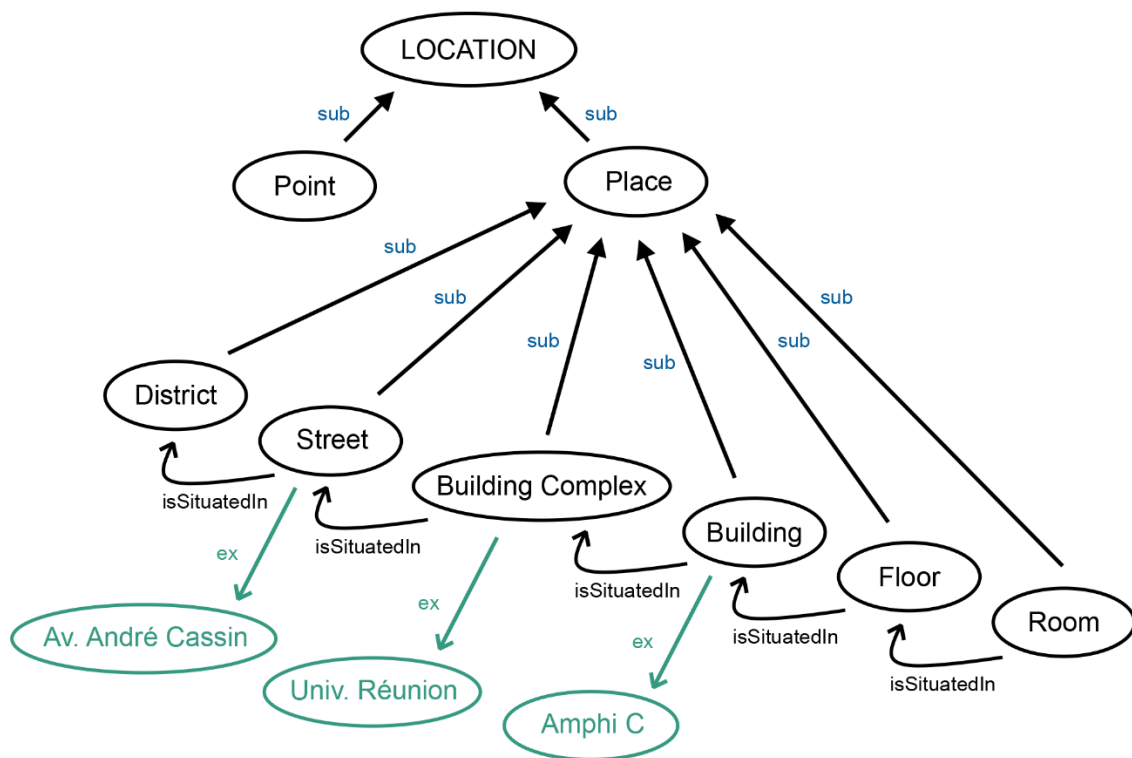 LOCATION
sub
sub
Point
Place
sub
sub
sub
sub
sub
sub
District
Street
Building Complex
Building
Floor
Room
isSituatedIn
isSituatedIn
isSituatedIn
isSituatedIn
isSituatedIn
ex
ex
ex
Av. André Cassin
Univ. Réunion
Amphi C